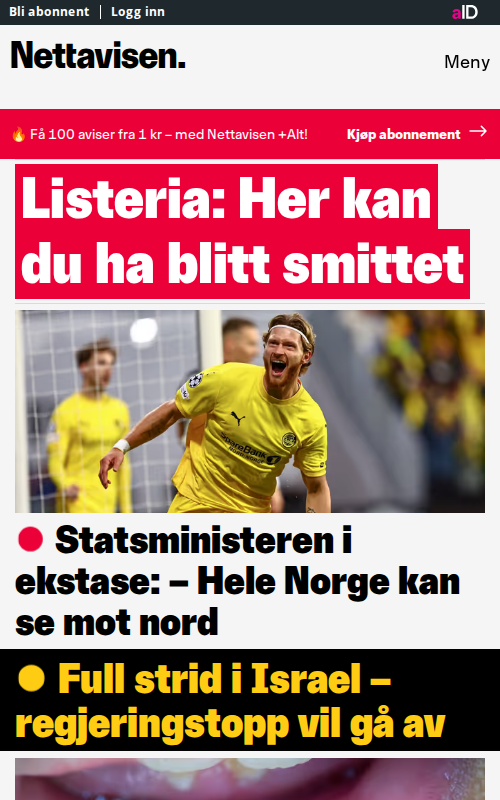 Bli abonnent | Logg inn
aID
Nettavisen.
Meny
🔥 Få 100 aviser fra 1 kr – med Nettavisen +Alt!
Kjøp abonnement →
Listeria: Her kan
du ha blitt smittet
SpareBank
Statsministeren i
ekstase: – Hele Norge kan
se mot nord
Full strid i Israel –
regjeringstopp vil gå av